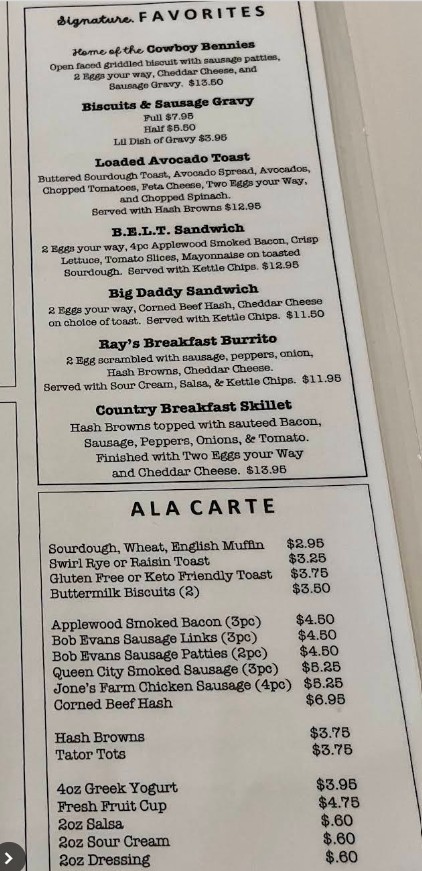 Signature FAVORITES
Home of the Cowboy Bennies
Open faced griddled biscuit with sausage patties,
2 Eggs your way, Cheddar Cheese, and
Sausage Gravy. $13.50
Biscuits & Sausage Gravy
Full $7.95
Half $5.50
Lil Dish of Gravy $3.95
Loaded Avocado Toast
Buttered Sourdough Toast, Avocado Spread, Avocados,
Chopped Tomatoes, Feta Cheese, Two Eggs your Way,
and Chopped Spinach.
Served with Hash Browns $12.95
B.E.L.T. Sandwich
2 Eggs your way, 4pc Applewood Smoked Bacon, Crisp
Lettuce, Tomato Slices, Mayonnaise on toasted
Sourdough. Served with Kettle Chips. $12.95
Big Daddy Sandwich
2 Eggs your way, Corned Beef Hash, Cheddar Cheese
on choice of toast. Served with Kettle Chips. $11.50
Ray's Breakfast Burrito
2 Egg scrambled with sausage, peppers, onion,
Hash Browns, Cheddar Cheese.
Served with Sour Cream, Salsa, & Kettle Chips. $11.95
Country Breakfast Skillet
Hash Browns topped with sauteed Bacon,
Sausage, Peppers, Onions, & Tomato.
Finished with Two Eggs your Way
and Cheddar Cheese. $13.95
ALA CARTE
Sourdough, Wheat, English Muffin $2.95
Swirl Rye or Raisin Toast $3.25
Gluten Free or Keto Friendly Toast $3.75
Buttermilk Biscuits (2) $3.50
Applewood Smoked Bacon (3pc) $4.50
Bob Evans Sausage Links (3pc) $4.50
Bob Evans Sausage Patties (2pc) $4.50
Queen City Smoked Sausage (3pc) $5.25
Jone's Farm Chicken Sausage (4pc) $5.25
Corned Beef Hash $6.95
Hash Browns $3.75
Tator Tots $3.75
4oz Greek Yogurt $3.95
Fresh Fruit Cup $4.75
2oz Salsa $.60
2oz Sour Cream $.60
2oz Dressing $.60